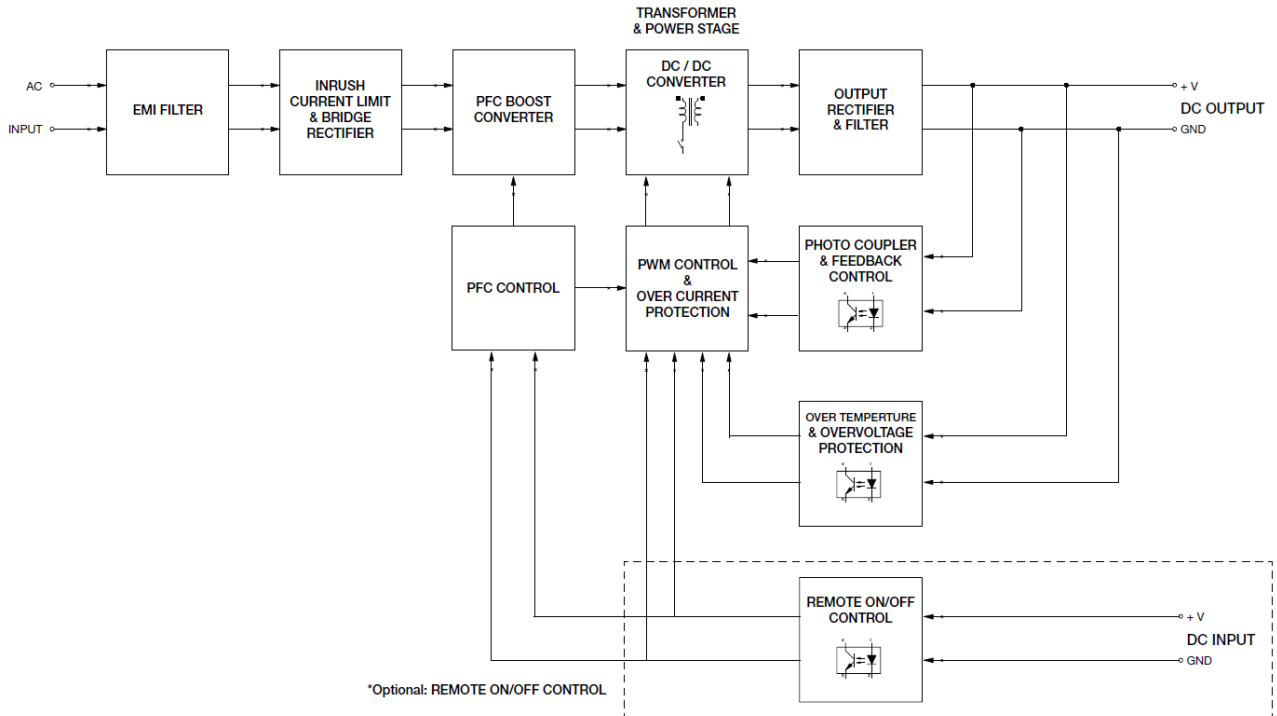 TRANSFORMER
& POWER STAGE
AC
INPUT
EMI FILTER
INRUSH
CURRENT LIMIT
& BRIDGE
RECTIFIER
PFC BOOST
CONVERTER
DC / DC
CONVERTER
OUTPUT
RECTIFIER
& FILTER
+ V
DC OUTPUT
GND
PFC CONTROL
PWM CONTROL
&
OVER CURRENT
PROTECTION
PHOTO COUPLER
& FEEDBACK
CONTROL
OVER TEMPERTURE
& OVERVOLTAGE
PROTECTION
REMOTE ON/OFF
CONTROL
+ V
DC INPUT
GND
*Optional: REMOTE ON/OFF CONTROL